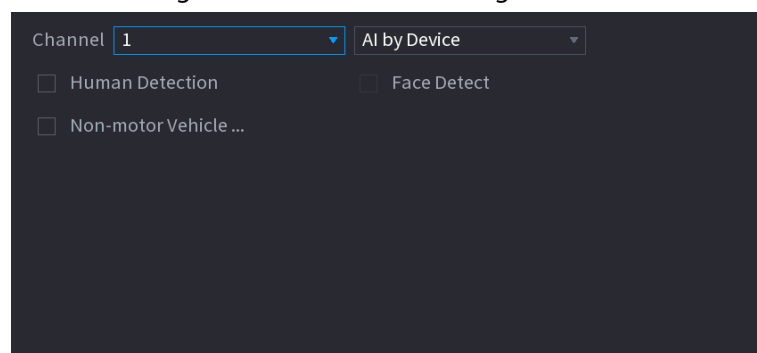 Channel 1 AI by Device
Human Detection Face Detect
Non-motor Vehicle ...